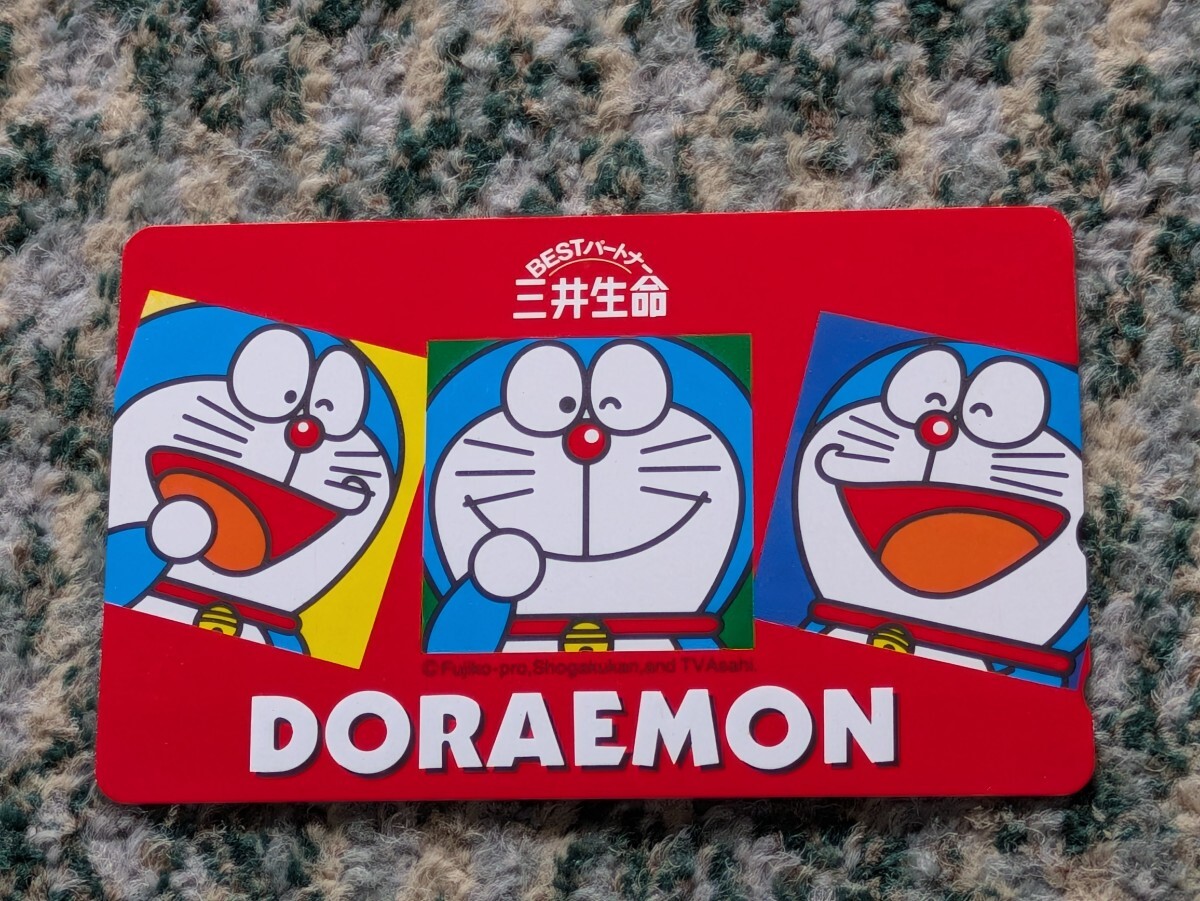 BESTパートナー
三井生命
© Fujiko-pro,Shogakukan,and TVAsahi.
DORAEMON